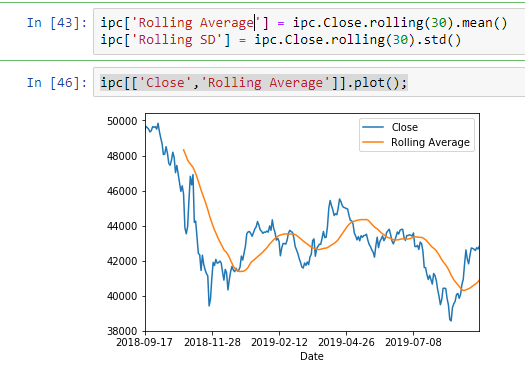 In [43]: ipc['Rolling Average'] = ipc.Close.rolling(30).mean()
ipc['Rolling SD'] = ipc.Close.rolling(30).std()
In [46]: ipc[['Close','Rolling Average']].plot();
Close
Rolling Average
50000
48000
46000
44000
42000
40000
38000
2018-09-17 2018-11-28 2019-02-12 2019-04-26 2019-07-08
Date